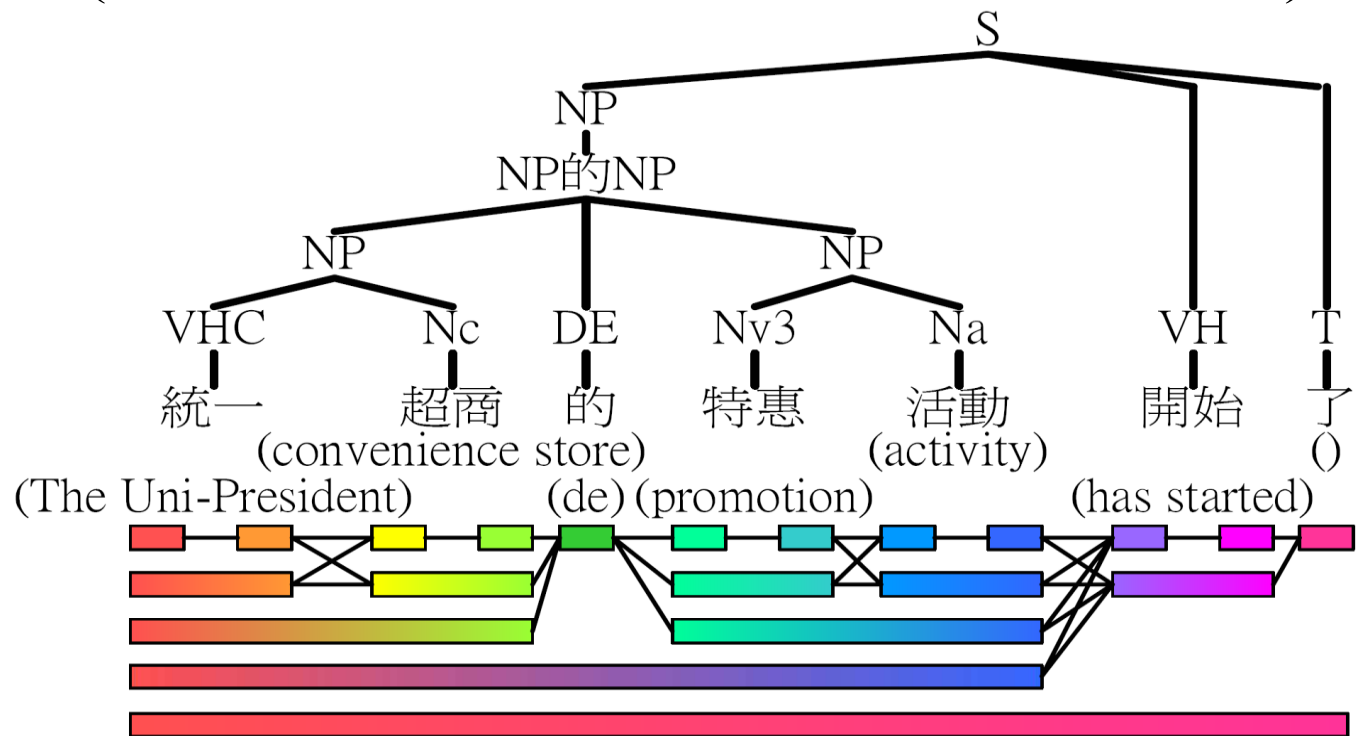 S
NP
NP的NP
NP NP
VHC Nc DE Nv3 Na VH T
統一 超商 的 特惠 活動 開始 了
(convenience store) (activity) ()
(The Uni-President) (de) (promotion) (has started)